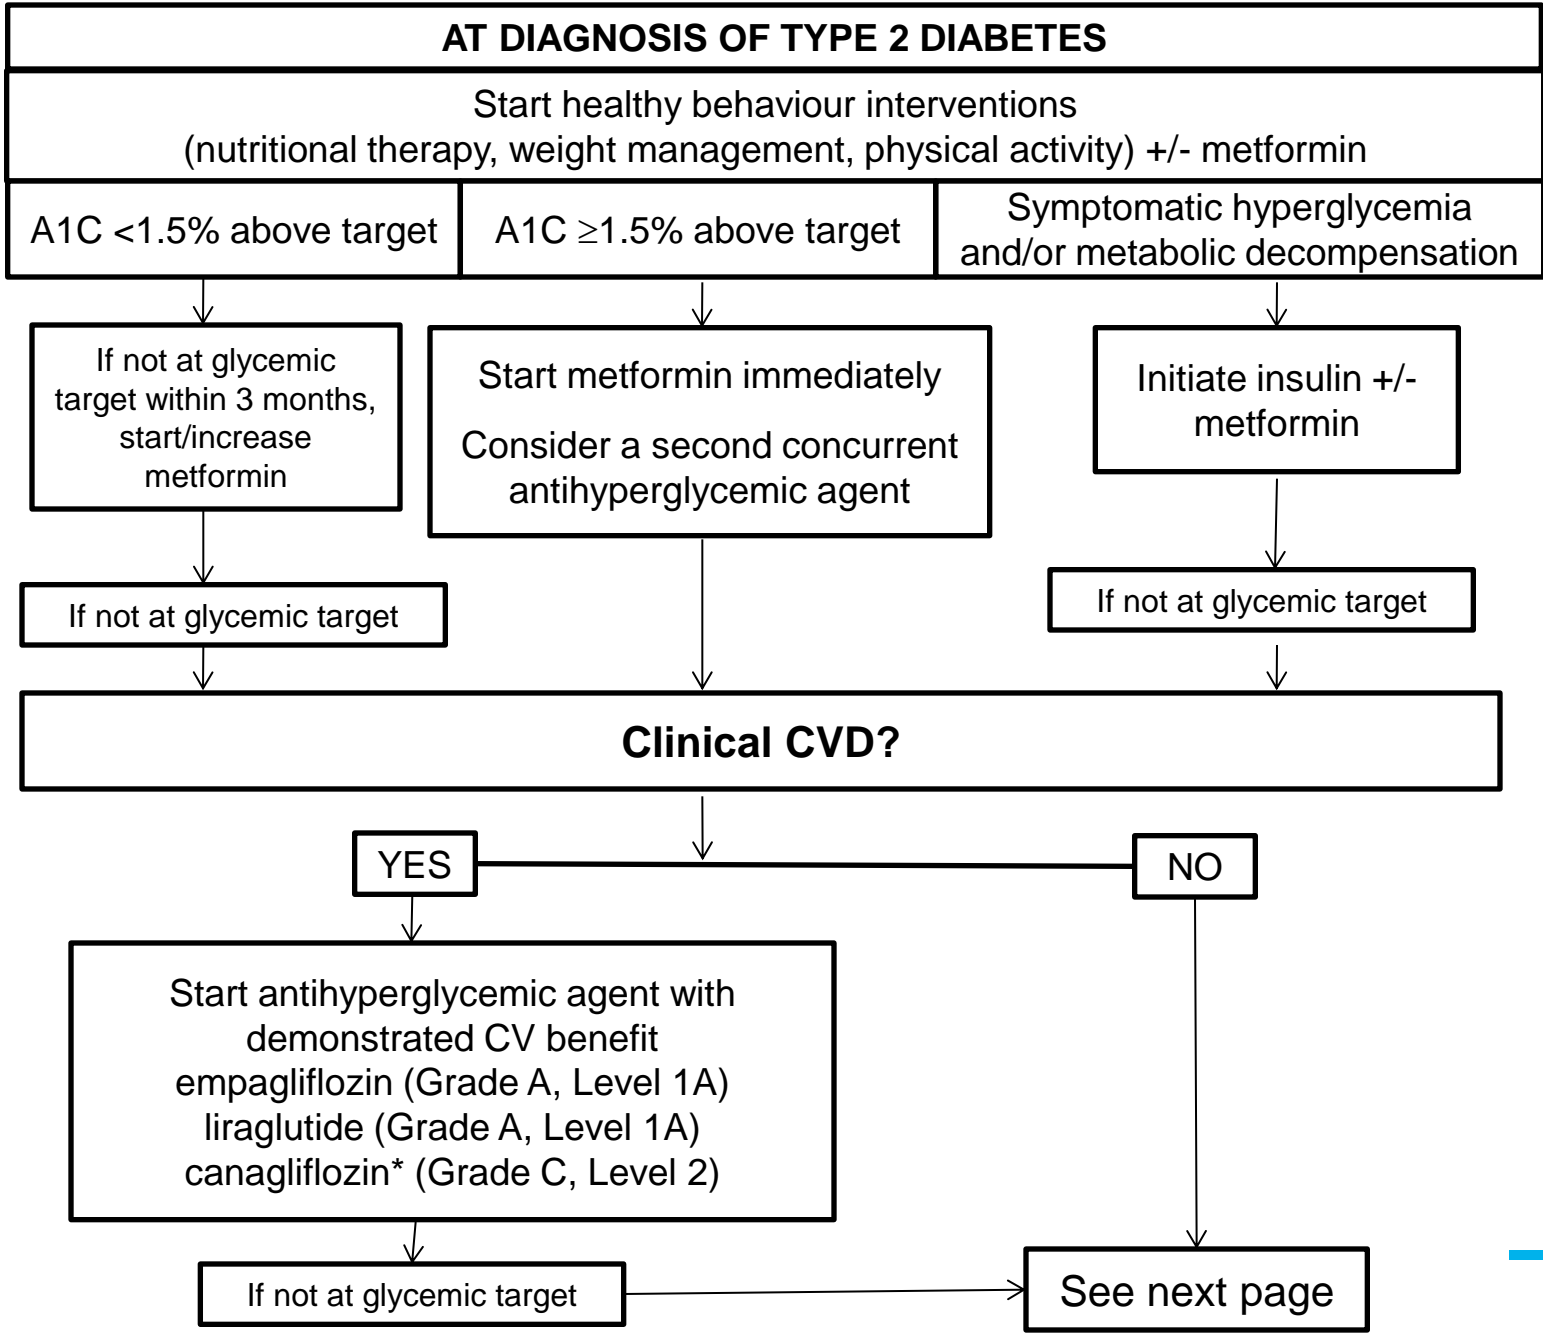 AT DIAGNOSIS OF TYPE 2 DIABETES
Start healthy behaviour interventions
(nutritional therapy, weight management, physical activity) +/- metformin
A1C <1.5% above target
A1C ≥1.5% above target
Symptomatic hyperglycemia
and/or metabolic decompensation
If not at glycemic
target within 3 months,
start/increase
metformin
Start metformin immediately
Consider a second concurrent
antihyperglycemic agent
Initiate insulin +/-
metformin
If not at glycemic target
If not at glycemic target
Clinical CVD?
YES
NO
Start antihyperglycemic agent with
demonstrated CV benefit
empagliflozin (Grade A, Level 1A)
liraglutide (Grade A, Level 1A)
canagliflozin* (Grade C, Level 2)
If not at glycemic target
See next page